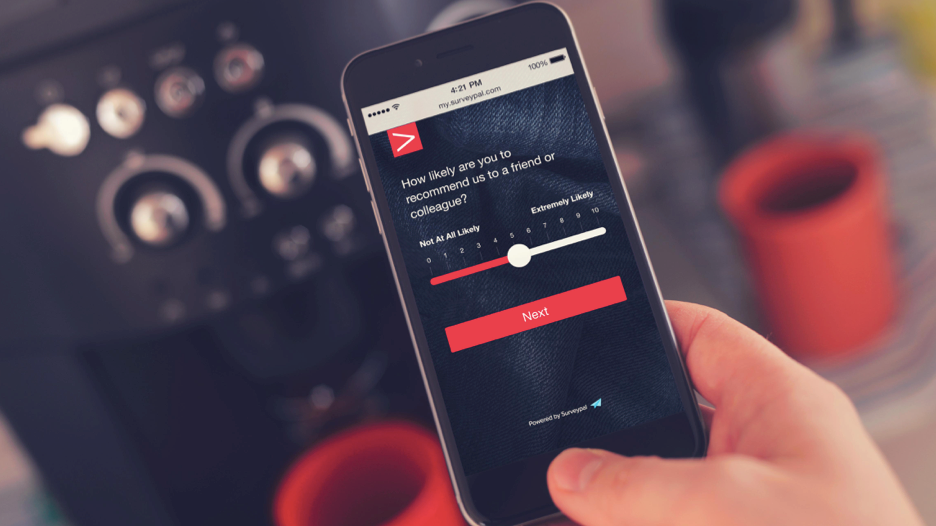 100%
4:21 PM
my.surveypal.com
How likely are you to
recommend us to a friend or
colleague?
Not At All Likely
Extremely Likely
0 1 2 3 4 5 6 7 8 9 10
Next
Powered by Surveypal